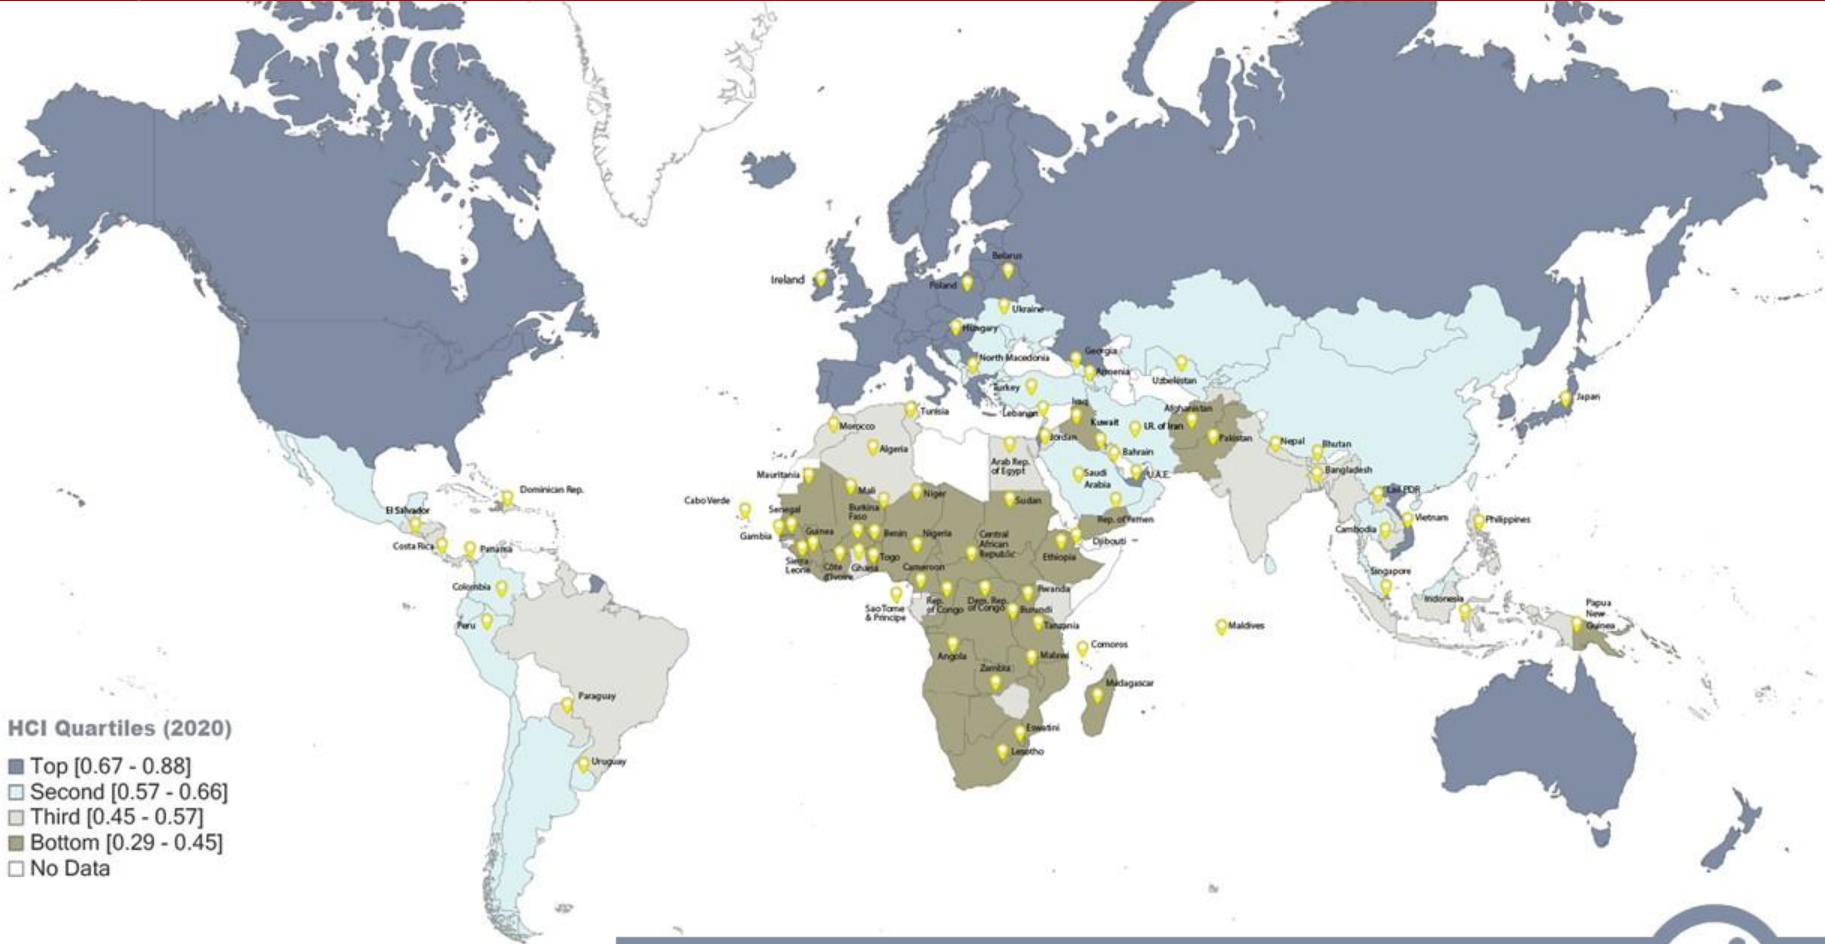 Belarus
Ireland
Poland
Ukraine
Hungary
Georgia
North Macedonia
Armenia
Uzbekistan
Turkey
Japan
Iraq
Afghanistan
Tunisia
Lebanon
Kuwait
I.R. of Iran
Morocco
Jordan
Pakistan
Nepal
Bhutan
Algeria
Bahrain
Arab Rep.
of Egypt
Bangladesh
Mauritania
Saudi
Arabia
U.A.E.
Dominican Rep.
Mali
Niger
Lao PDR
Cabo Verde
Sudan
El Salvador
Senegal
Burkina
Faso
Rep. of Yemen
Vietnam
Philippines
Gambia
Guinea
Benin
Nigeria
Central
African
Republic
Cambodia
Djibouti
Costa Rica
Panama
Togo
Ethiopia
Sierra
Leone
Côte
d'Ivoire
Ghana
Cameroon
Singapore
Colombia
Rwanda
Indonesia
Rep.
of Congo
Dem. Rep.
of Congo
Sao Tome
& Principe
Burundi
Papua
New
Guinea
Peru
Tanzania
Maldives
Comoros
Angola
Malawi
Zambia
Madagascar
Paraguay
Eswatini
Lesotho
Uruguay
HCI Quartiles (2020)
Top [0.67 - 0.88]
Second [0.57 - 0.66]
Third [0.45 - 0.57]
Bottom [0.29 - 0.45]
No Data